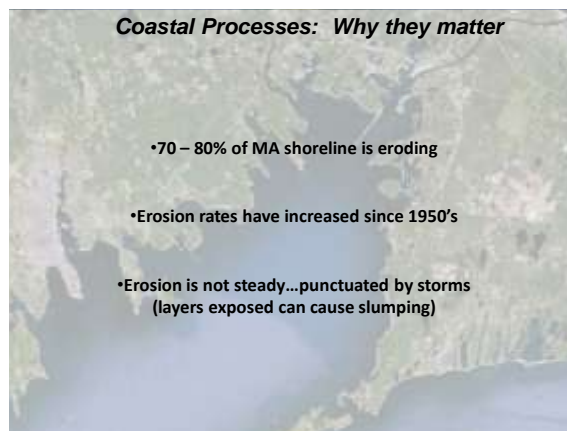 Coastal Processes:  Why they matter
•70 – 80% of MA shoreline is eroding
•Erosion rates have increased since 1950's
•Erosion is not steady…punctuated by storms
(layers exposed can cause slumping)